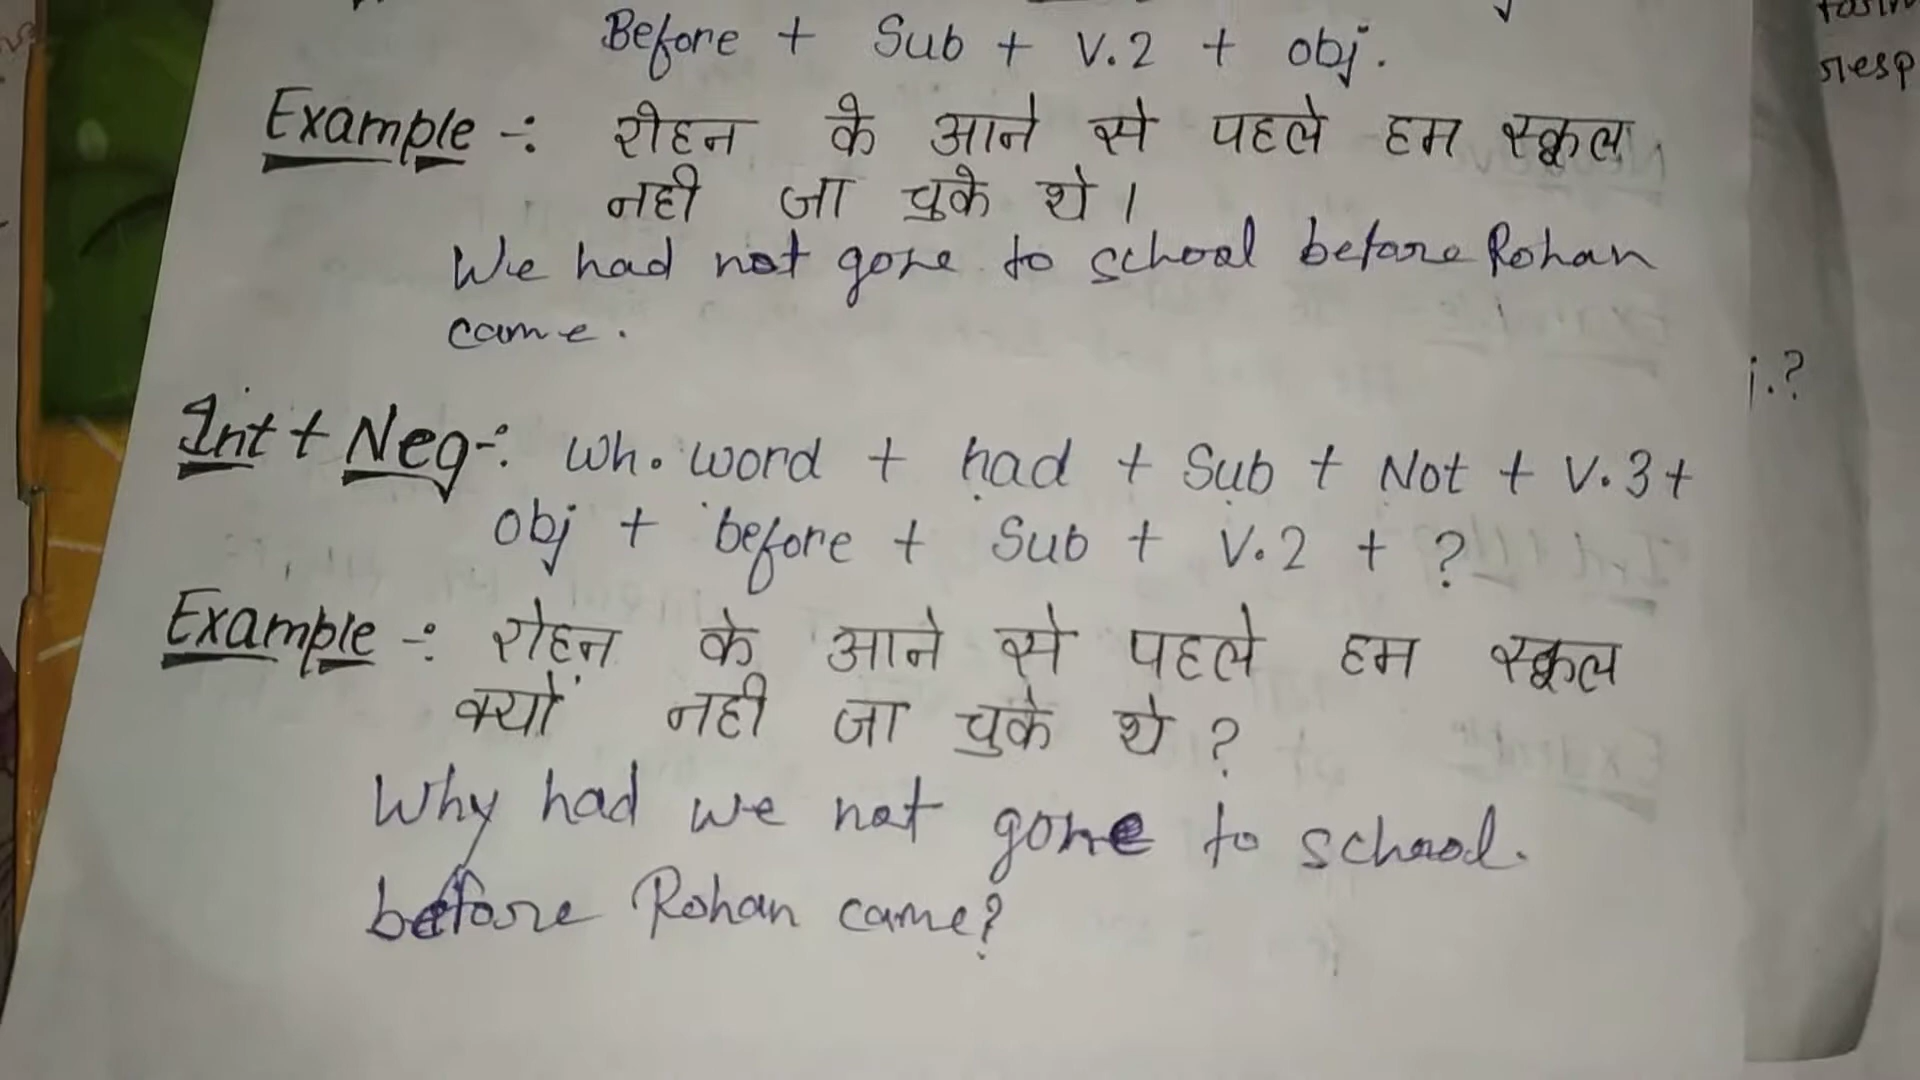 Before + Sub + V.2 + obj.
Example -: रोहन के आने से पहले हम स्कूल
नही जा चुके थे।
We had not gone to school before Rohan
came.
i.?
Int + Neg -: Wh. word + had + Sub + Not + V.3 +
obj + before + Sub + V.2 + ?
Example -: रोहन के आने से पहले हम स्कूल
क्यों नही जा चुके थे ?
Why had we not gone to school.
before Rohan came?